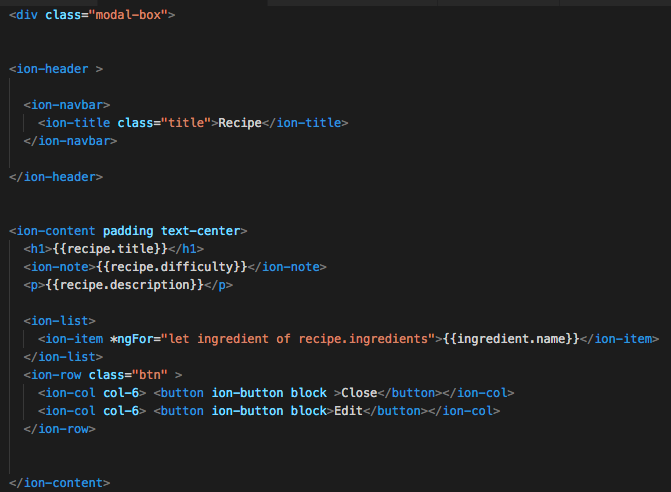 <div class="modal-box">
<ion-header >
<ion-navbar>
<ion-title class="title">Recipe</ion-title>
</ion-navbar>
</ion-header>
<ion-content padding text-center>
<h1>{{recipe.title}}</h1>
<ion-note>{{recipe.difficulty}}</ion-note>
<p>{{recipe.description}}</p>
<ion-list>
<ion-item *ngFor="let ingredient of recipe.ingredients">{{ingredient.name}}</ion-item>
</ion-list>
<ion-row class="btn" >
<ion-col col-6> <button ion-button block >Close</button></ion-col>
<ion-col col-6> <button ion-button block>Edit</button></ion-col>
</ion-row>
</ion-content>